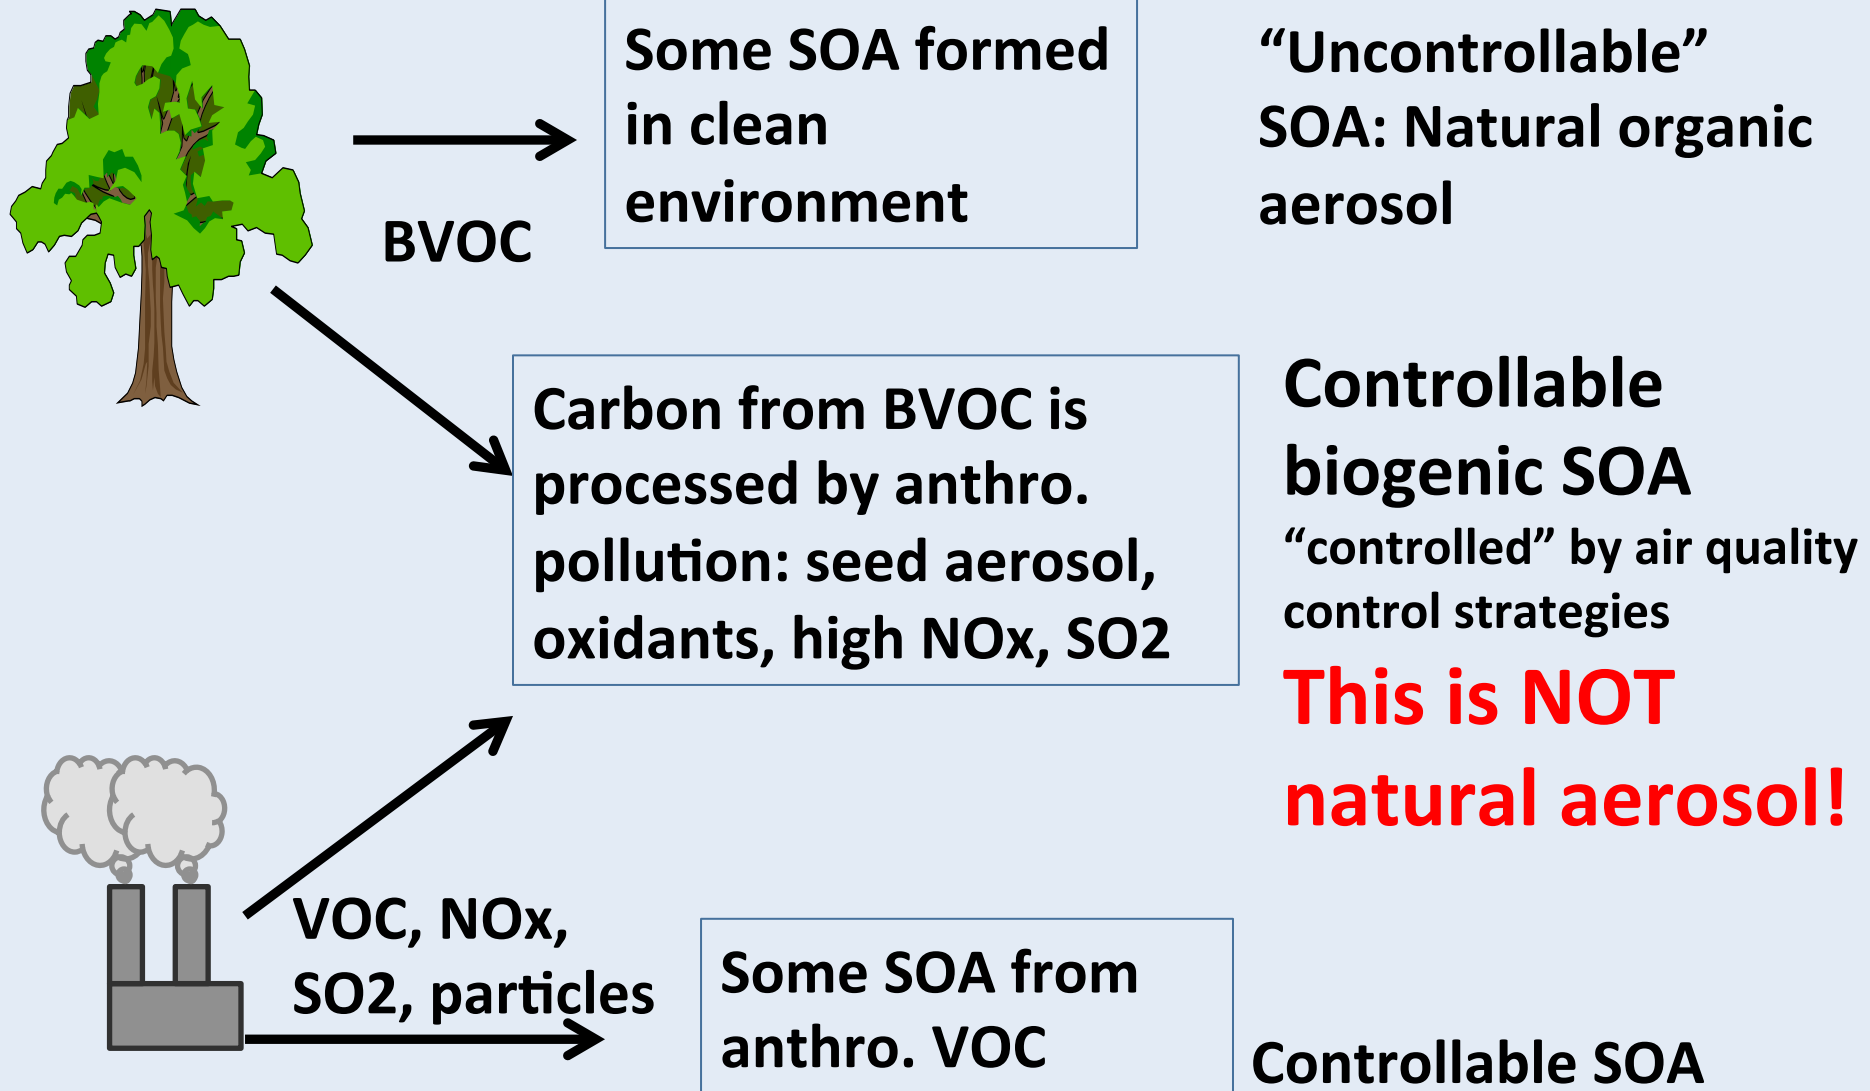 Some SOA formed
in clean
environment
“Uncontrollable”
SOA: Natural organic
aerosol
BVOC
Carbon from BVOC is
processed by anthro.
pollution: seed aerosol,
oxidants, high NOx, SO2
Controllable
biogenic SOA
“controlled” by air quality
control strategies
This is NOT
natural aerosol!
VOC, NOx,
SO2, particles
Some SOA from
anthro. VOC
Controllable SOA